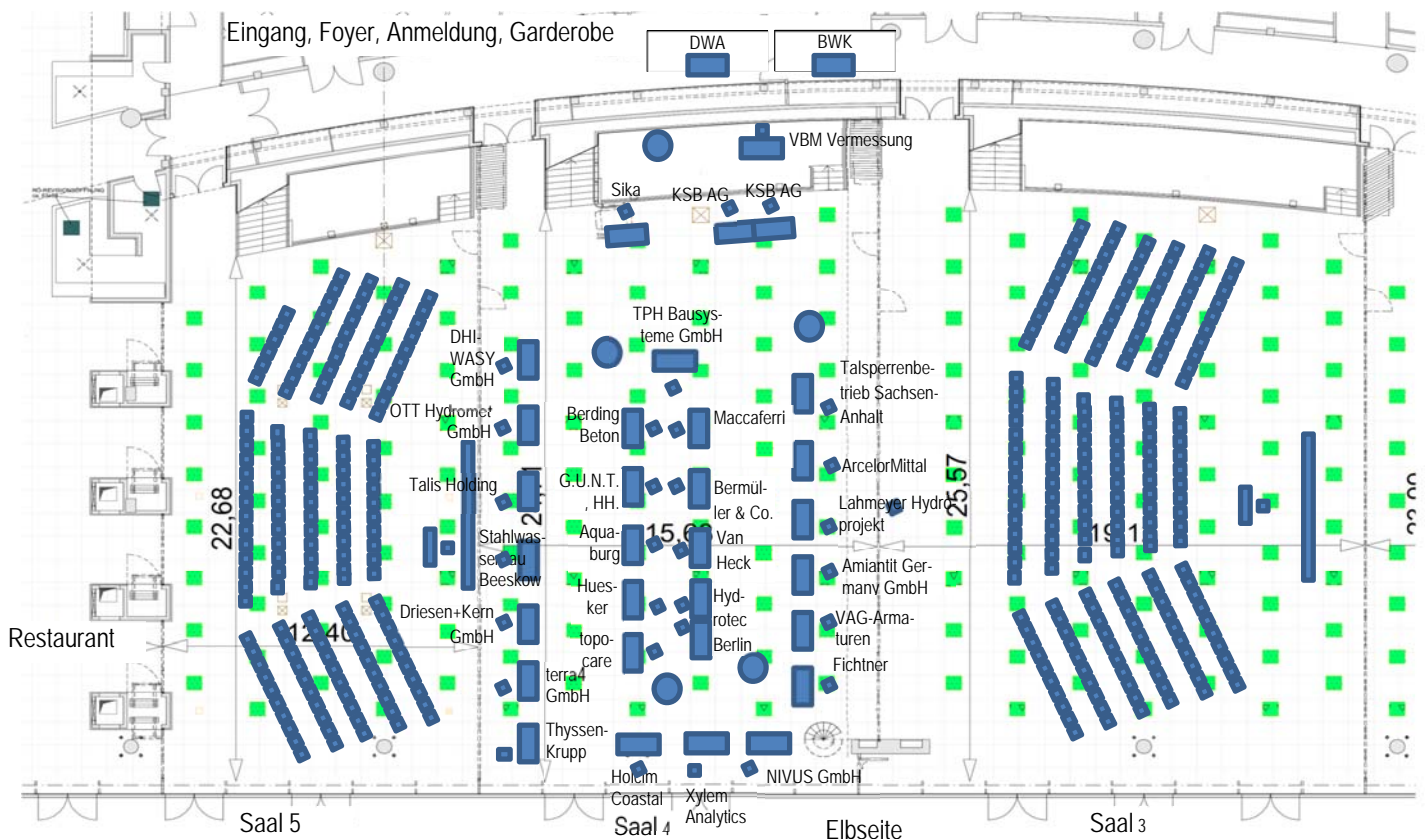 Eingang, Foyer, Anmeldung, Garderobe
DWA
BWK
VBM Vermessung
Sika
KSB AG
KSB AG
TPH Bausys-
teme GmbH
DHI-
WASY
GmbH
OTT Hydromet
GmbH
Talis Holding
Stahlwas-
Beeskow
Driesen+Kern
GmbH
terra4
GmbH
Thyssen-
Krupp
Berding
Beton
G.U.N.T.
, HH.
Aqua-
burg
Hues-
ker
topo-
care
Maccaferri
Bermül-
ler & Co.
Van
Heck
Hyd-
rotec
Berlin
Talsperrenbe-
trieb Sachsen-
Anhalt
ArcelorMittal
Lahmeyer Hydro-
projekt
Amiantit Ger-
many GmbH
VAG-Arma-
turen
Fichtner
22,68
12,40
25,57
Restaurant
Holcim
Coastal
Xylem
Analytics
NIVUS GmbH
Saal 5
Saal 4
Elbseite
Saal 3